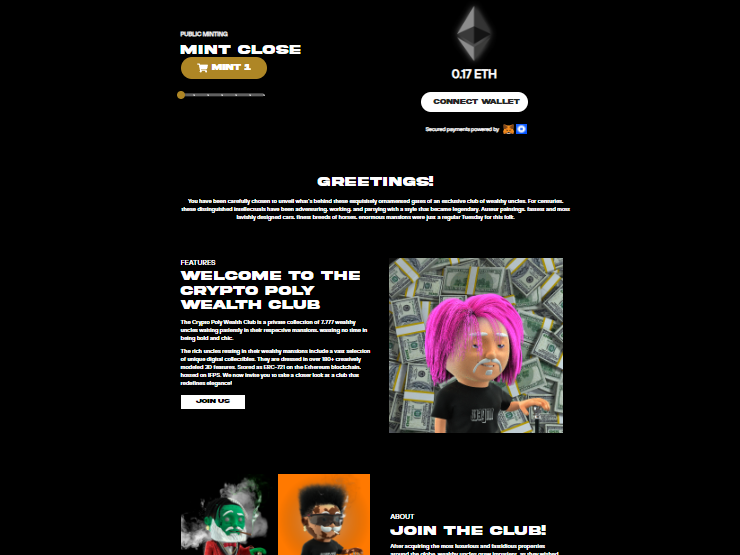 PUBLIC MINTING
MINT CLOSE
MINT 1
0.17 ETH
CONNECT WALLET
Secured payments powered by
GREETINGS!
You have been carefully chosen to unveil what's behind these exquisitely ornamented gates of an exclusive club of wealthy uncles. For centuries,
these distinguished intellectuals have been adventuring, working, and partying with a style that became legendary. Auteur paintings, fastest and most
lavishly designed cars, finest breeds of horses, enormous mansions were just a regular Tuesday for this folk.
FEATURES
WELCOME TO THE
CRYPTO POLY
WEALTH CLUB
The Crypto Poly Wealth Club is a private collection of 7,777 wealthy
uncles waiting patiently in their respective mansions, wasting no time in
being bold and chic.
The rich uncles resting in their wealthy mansions include a vast selection
of unique digital collectibles. They are dressed in over 180+ creatively
modeled 3D features. Stored as ERC-721 on the Ethereum blockchain,
hosted on IFPS. We now invite you to take a closer look at a club that
redefines elegance!
JOIN US
ABOUT
JOIN THE CLUB!
After acquiring the most luxurious and fastidious properties
around the globe, wealthy uncles grew